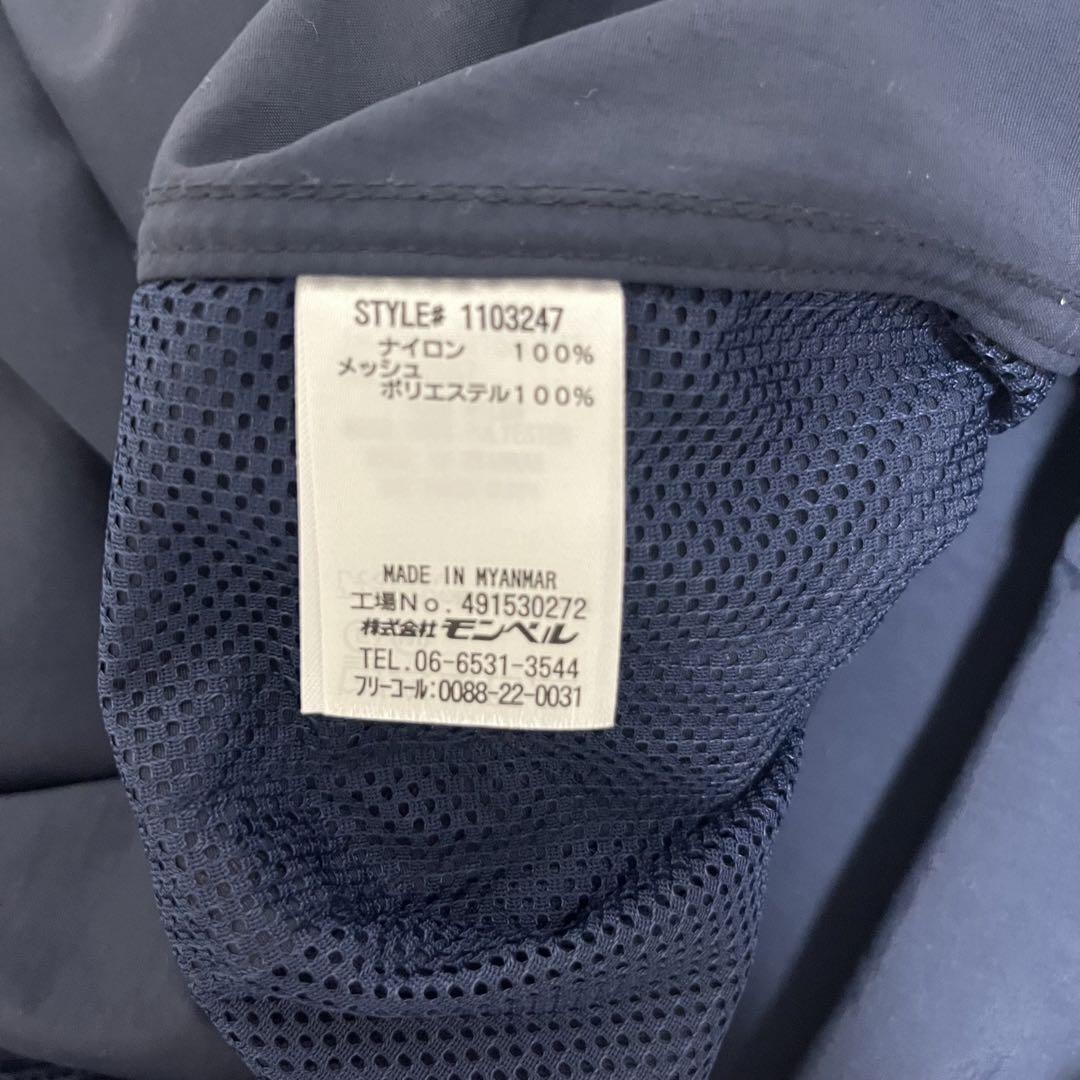 STYLE# 1103247
ナイロン 100%
メッシュ
ポリエステル100%
MADE IN MYANMAR
工場No. 491530272
株式会社 モンベル
TEL.06-6531-3544
フリーコール:0088-22-0031